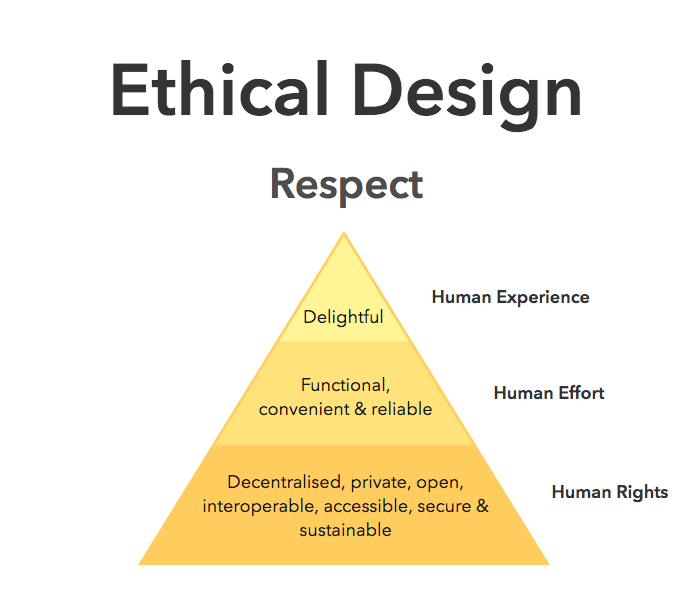 Ethical Design
Respect
Human Experience
Delightful
Functional,
convenient & reliable
Human Effort
Decentralised, private, open,
interoperable, accessible, secure &
sustainable
Human Rights